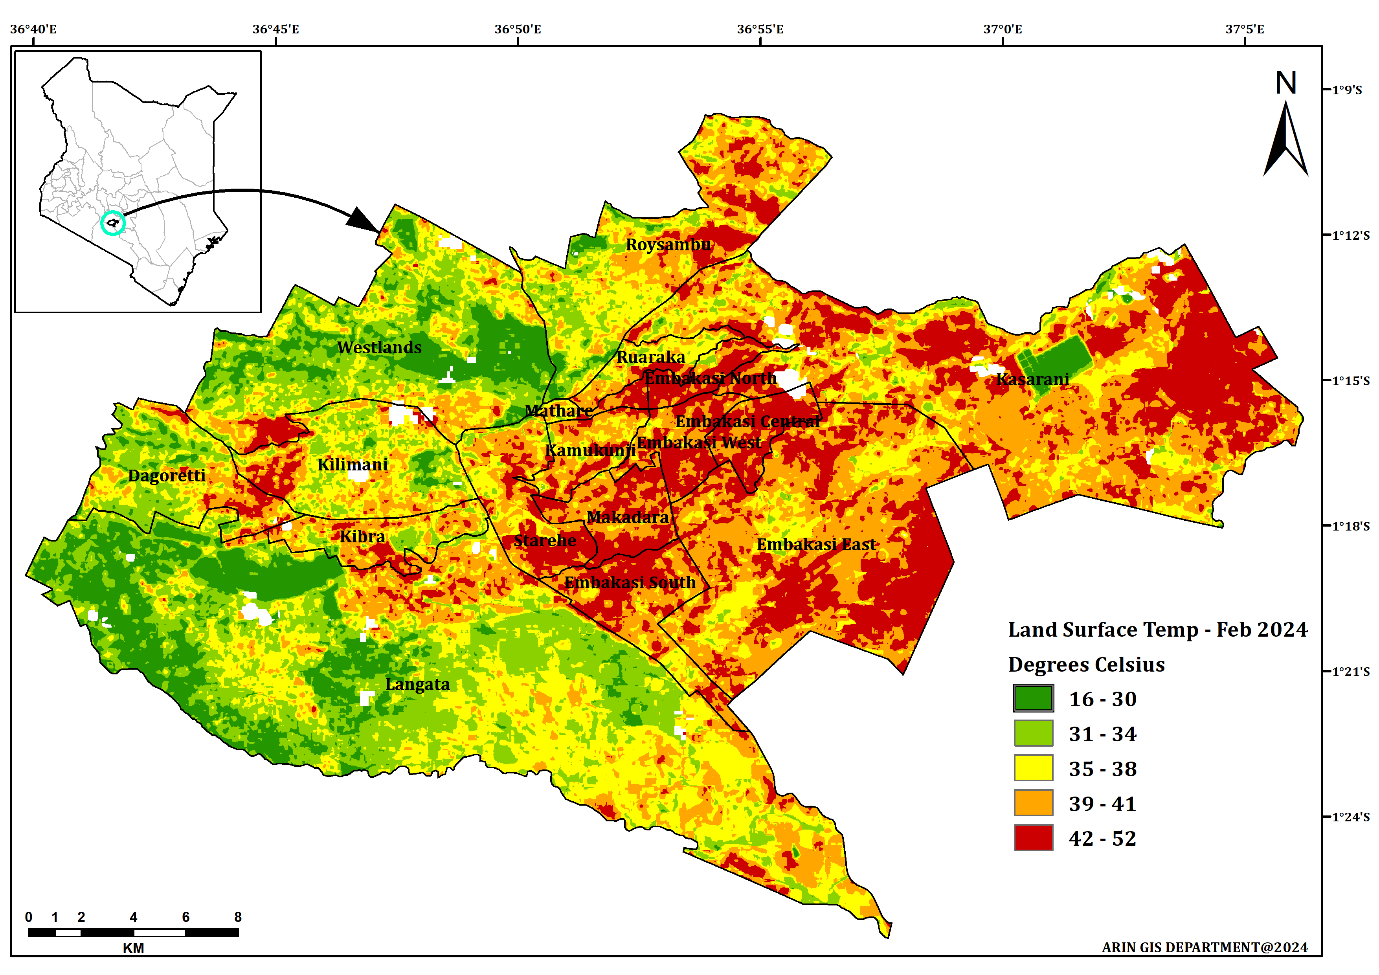 36°40'E 36°45'E 36°50'E 36°55'E 37°0'E 37°5'E
N
1°9'S
1°12'S
1°15'S
1°18'S
1°21'S
1°24'S
Roysambu
Westlands
Ruaraka
Embakasi North
Kasarani
Mathare
Embakasi Central
Embakasi West
Kamukunji
Kilimani
Dagoretti
Makadara
Kibra
Starehe
Embakasi East
Embakasi South
Langata
Land Surface Temp - Feb 2024
Degrees Celsius
16 - 30
31 - 34
35 - 38
39 - 41
42 - 52
0 1 2 4 6 8
KM
ARIN GIS DEPARTMENT@2024